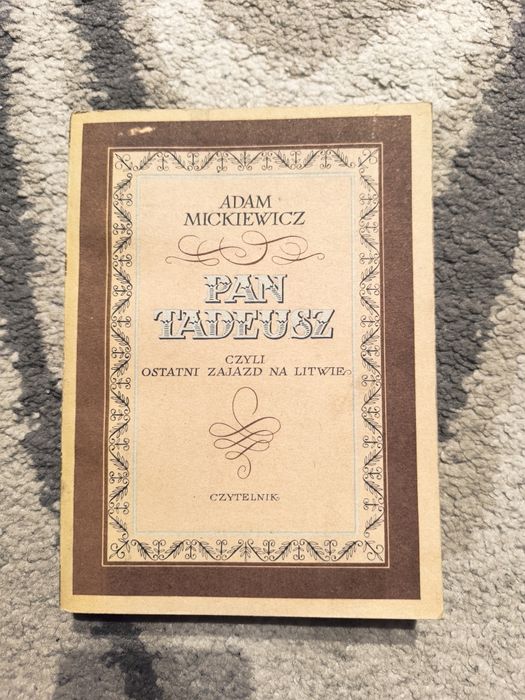 ADAM
MICKIEWICZ
PAN
TADEUSZ
CZYLI
OSTATNI ZAJAZD NA LITWIE
CZYTELNIK